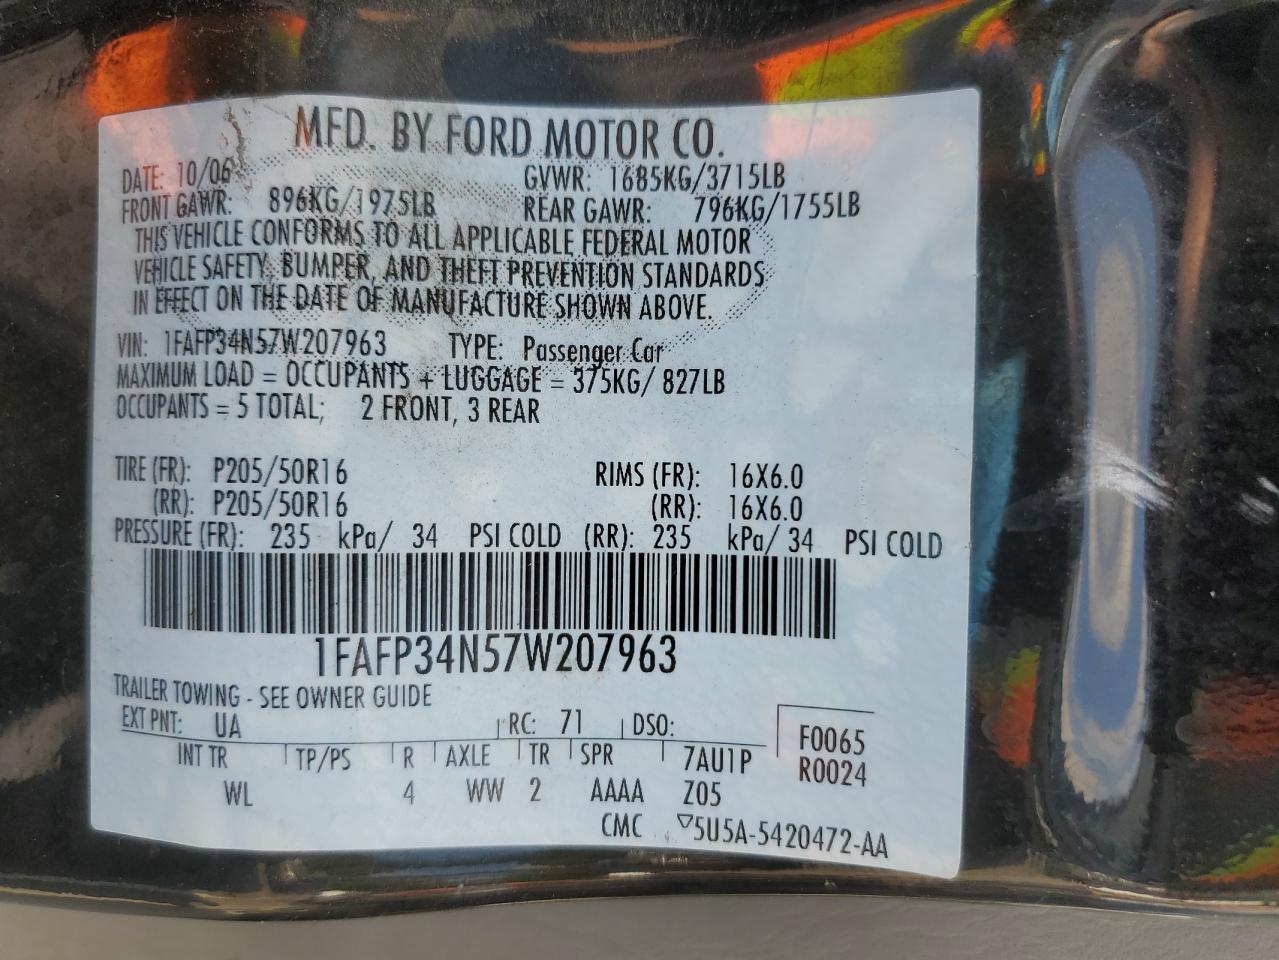 MFD. BY FORD MOTOR CO.
DATE: 10/06 GVWR: 1685KG/3715LB
FRONT GAWR: 896KG/1975LB REAR GAWR: 796KG/1755LB
THIS VEHICLE CONFORMS TO ALL APPLICABLE FEDERAL MOTOR
VEHICLE SAFETY, BUMPER, AND THEFT PREVENTION STANDARDS
IN EFFECT ON THE DATE OF MANUFACTURE SHOWN ABOVE.
VIN: 1FAFP34N57W207963 TYPE: Passenger Car
MAXIMUM LOAD = OCCUPANTS + LUGGAGE = 375KG/ 827LB
OCCUPANTS = 5 TOTAL; 2 FRONT, 3 REAR
TIRE (FR): P205/50R16 RIMS (FR): 16X6.0
(RR): P205/50R16 (RR): 16X6.0
PRESSURE (FR): 235 kPa/ 34 PSI COLD (RR): 235 kPa/ 34 PSI COLD
1FAFP34N57W207963
TRAILER TOWING - SEE OWNER GUIDE
EXT PNT: UA RC: 71 DSO:
F0065
INT TR TP/PS R AXLE TR SPR 7AU1P
R0024
WL 4 WW 2 AAAA Z05
CMC ▽5U5A-5420472-AA